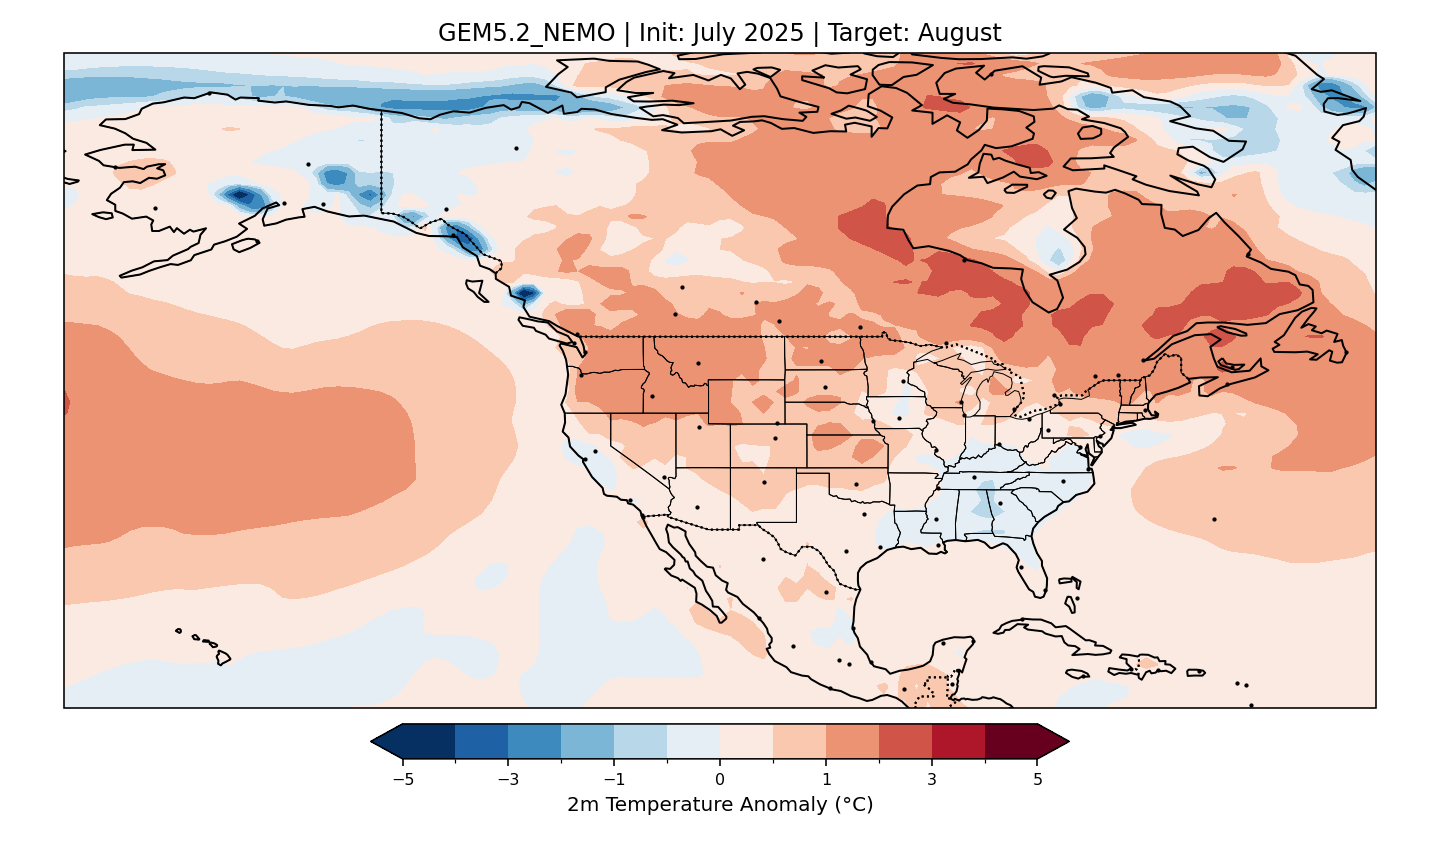 GEM5.2_NEMO | Init: July 2025 | Target: August
−5 −3 −1 0 1 3 5
2m Temperature Anomaly (°C)